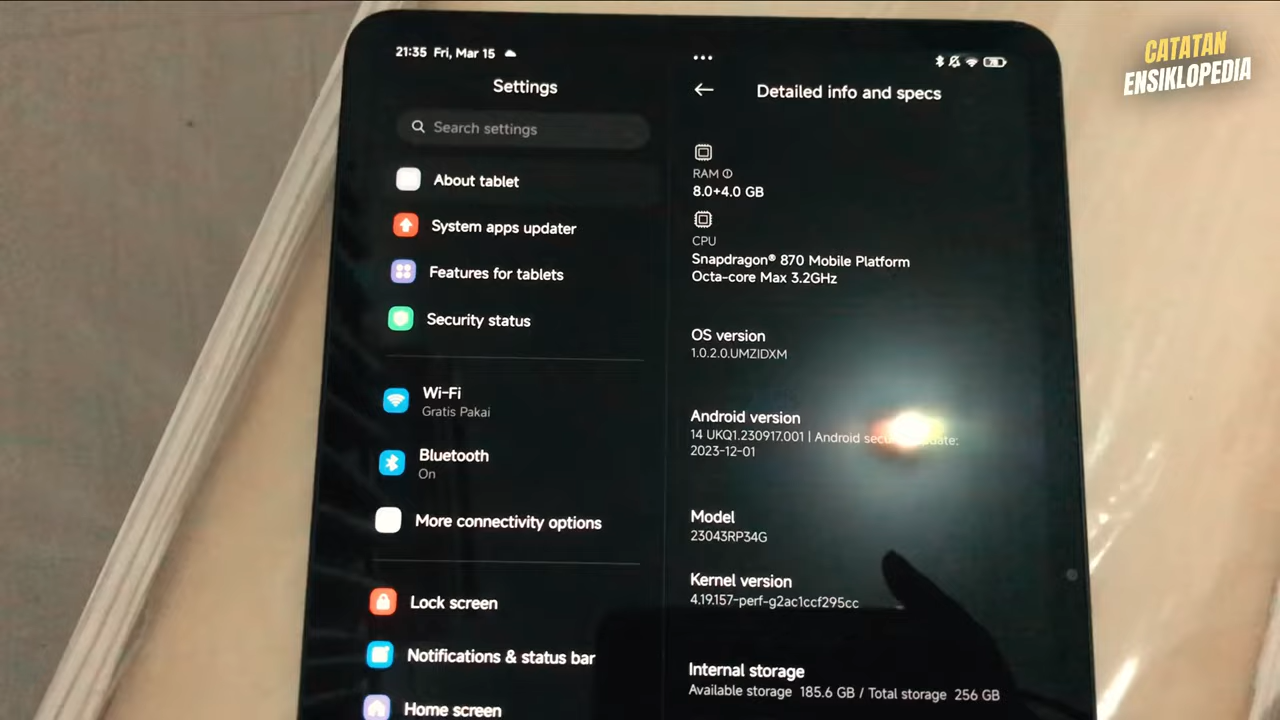 CATATAN
ENSIKLOPEDIA
21:35 Fri, Mar 15
Settings
Search settings
About tablet
System apps updater
Features for tablets
Security status
Wi-Fi
Gratis Pakai
Bluetooth
On
More connectivity options
Lock screen
Notifications & status bar
Home screen
Detailed info and specs
RAM
8.0+4.0 GB
CPU
Snapdragon® 870 Mobile Platform
Octa-core Max 3.2GHz
OS version
1.0.2.0.UMZIDXM
Android version
14 UKQ1.230917.001 | Android
2023-12-01
Model
23043RP34G
Kernel version
4.19.157-perf-g2ac1ccf295cc
Internal storage
Available storage 185.6 GB / Total storage 256 GB